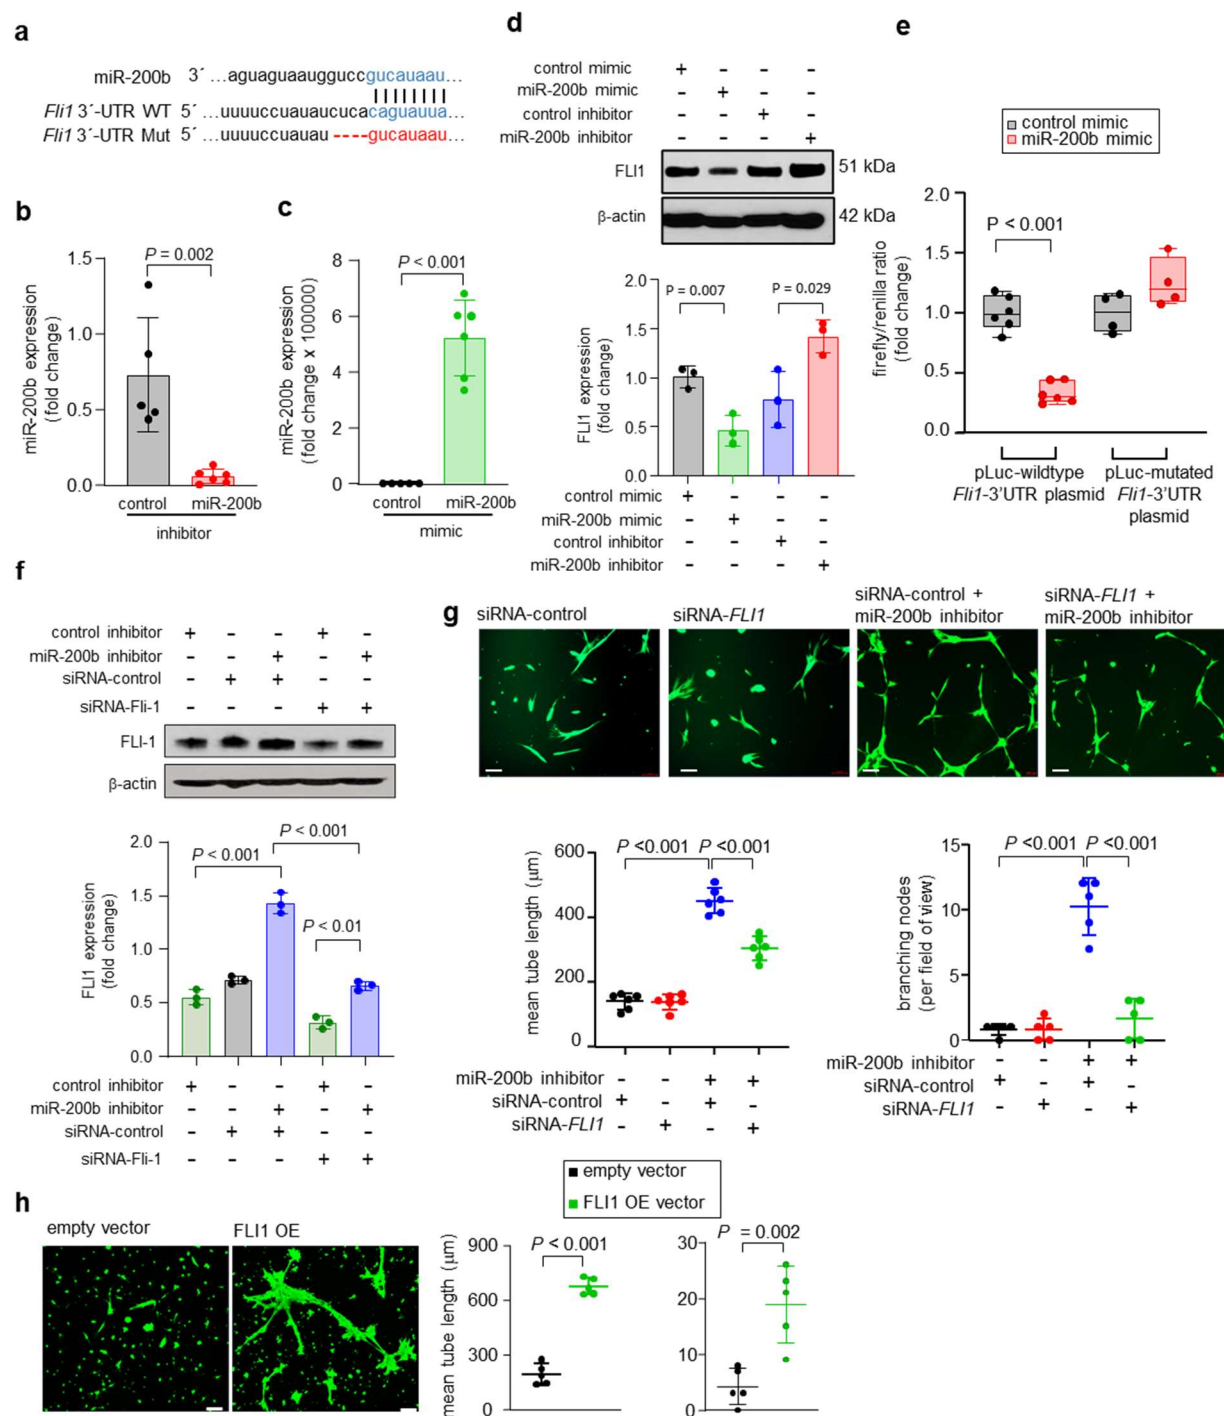 a
miR-200b 3´ ...aguaguaaugguccgucauaau...
Fli1 3´-UTR WT 5´ ...uuuuccuauaucucacaguauua...
Fli1 3´-UTR Mut 5´ ...uuuuccuauau ----gucauaau...
b
miR-200b expression
(fold change)
1.5
1.0
0.5
0.0
P = 0.002
control miR-200b
inhibitor
c
miR-200b expression
(fold change x 100000)
8
6
4
2
0
P < 0.001
control miR-200b
mimic
d
control mimic + - - -
miR-200b mimic - + - -
control inhibitor - - + -
miR-200b inhibitor - - - +
FLI1 51 kDa
β-actin 42 kDa
FLI1 expression
(fold change)
2.0
1.5
1.0
0.5
0.0
P = 0.007
P = 0.029
control mimic + - - -
miR-200b mimic - + - -
control inhibitor - - + -
miR-200b inhibitor - - - +
e
control mimic
miR-200b mimic
firefly/renilla ratio
(fold change)
2.0
1.5
1.0
0.5
0.0
P < 0.001
pLuc-wildtype
Fli1-3'UTR plasmid
pLuc-mutated
Fli1-3'UTR
plasmid
f
control inhibitor + - - + -
miR-200b inhibitor - - + - +
siRNA-control - + + - -
siRNA-Fli-1 - - - + +
FLI-1
β-actin
FLI1 expression
(fold change)
2.0
1.5
1.0
0.5
0.0
P < 0.001
P < 0.001
P < 0.01
control inhibitor + - - + -
miR-200b inhibitor - - + - +
siRNA-control - + + - -
siRNA-Fli-1 - - - + +
g
siRNA-control
siRNA-FLI1
siRNA-control +
miR-200b inhibitor
siRNA-FLI1 +
miR-200b inhibitor
mean tube length (μm)
600
400
200
0
P <0.001
P <0.001
miR-200b inhibitor - - + +
siRNA-control + - + -
siRNA-FLI1 - + - +
branching nodes
(per field of view)
15
10
5
0
P <0.001
P <0.001
miR-200b inhibitor - - + +
siRNA-control + - + -
siRNA-FLI1 - + - +
h
empty vector
FLI1 OE
empty vector
FLI1 OE vector
mean tube length (μm)
900
600
300
0
P < 0.001
mean tube length (μm)
30
20
10
0
P = 0.002